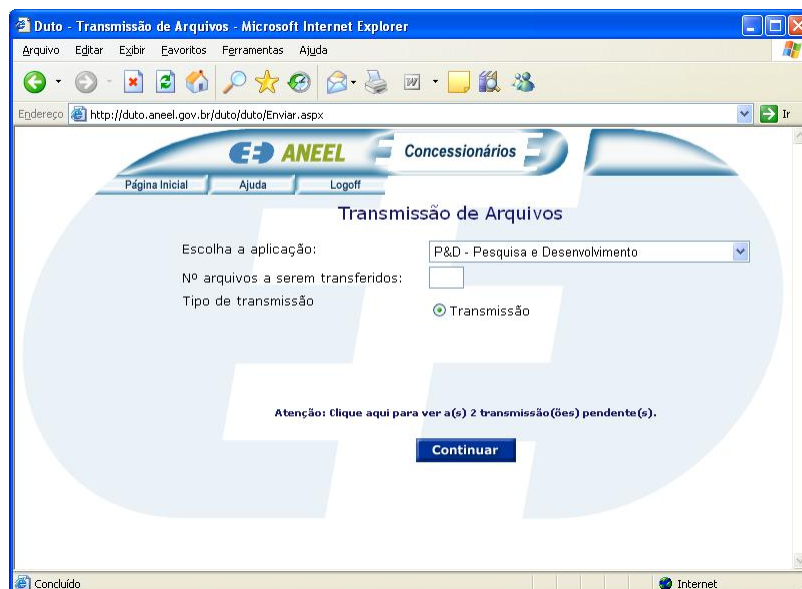 Duto - Transmissão de Arquivos - Microsoft Internet Explorer
Arquivo Editar Exibir Favoritos Ferramentas Ajuda
Endereço http://duto.aneel.gov.br/duto/duto/Enviar.aspx Ir
ANEEL Concessionários
Página Inicial Ajuda Logoff
Transmissão de Arquivos
Escolha a aplicação: P&D - Pesquisa e Desenvolvimento
Nº arquivos a serem transferidos:
Tipo de transmissão Transmissão
Atenção: Clique aqui para ver a(s) 2 transmissão(ões) pendente(s).
Continuar
Concluído Internet